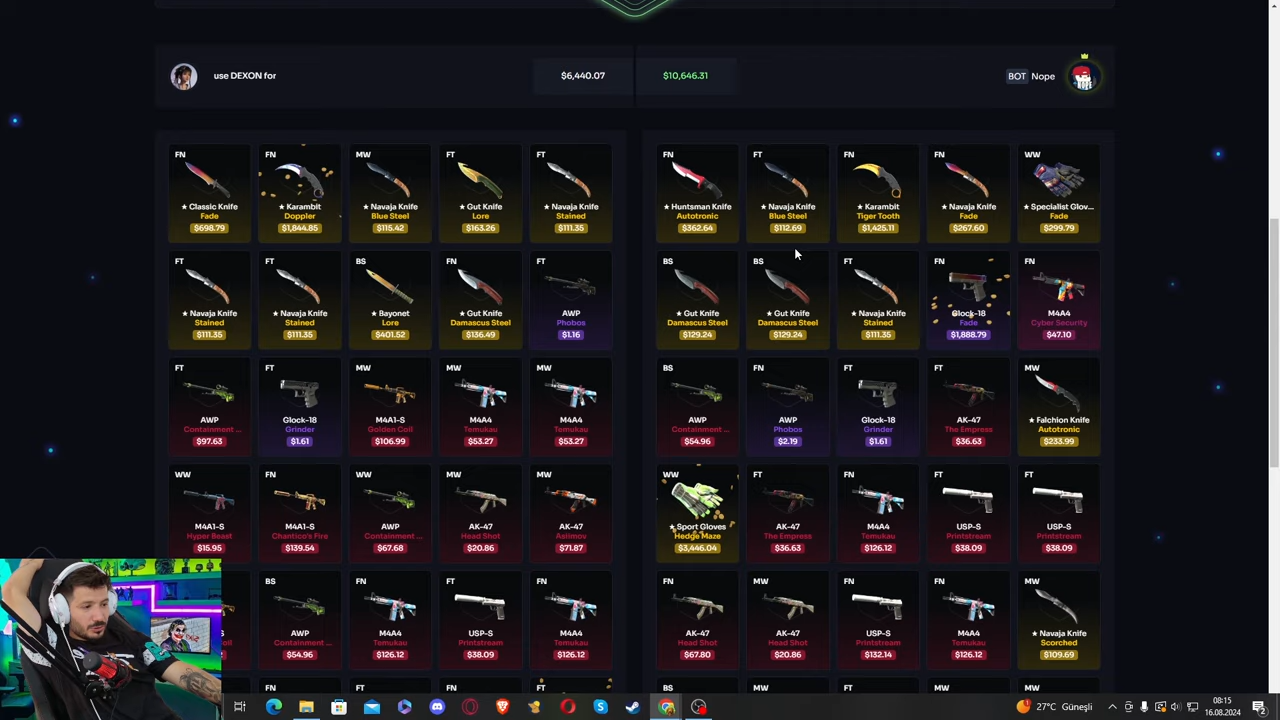 use DEXON for
$6,440.07
$10,646.31
BOT Nope
FN
★ Classic Knife
Fade
$698.79
FN
★ Karambit
Doppler
$1,844.85
MW
★ Navaja Knife
Blue Steel
$115.42
FT
★ Gut Knife
Lore
$163.26
FT
★ Navaja Knife
Stained
$111.35
FN
★ Huntsman Knife
Autotronic
$362.64
FT
★ Navaja Knife
Blue Steel
$112.69
FN
★ Karambit
Tiger Tooth
$1,425.11
FN
★ Navaja Knife
Fade
$267.60
WW
★ Specialist Glov...
Fade
$299.79
FT
★ Navaja Knife
Stained
$111.35
FT
★ Navaja Knife
Stained
$111.35
BS
★ Bayonet
Lore
$401.52
FN
★ Gut Knife
Damascus Steel
$136.49
FT
AWP
Phobos
$1.16
BS
★ Gut Knife
Damascus Steel
$129.24
BS
★ Gut Knife
Damascus Steel
$129.24
FT
★ Navaja Knife
Stained
$111.35
FN
Glock-18
Fade
$1,888.79
FN
M4A4
Cyber Security
$47.10
FT
AWP
Containment ...
$97.63
FT
Glock-18
Grinder
$1.61
MW
M4A1-S
Golden Coil
$106.99
MW
M4A4
Temukau
$53.27
MW
M4A4
Temukau
$53.27
BS
AWP
Containment ...
$54.96
FN
AWP
Phobos
$2.19
FT
Glock-18
Grinder
$1.61
FT
AK-47
The Empress
$36.63
MW
★ Falchion Knife
Autotronic
$233.99
WW
M4A1-S
Hyper Beast
$15.95
FN
M4A1-S
Chantico's Fire
$139.54
WW
AWP
Containment ...
$67.68
MW
AK-47
Head Shot
$20.86
MW
AK-47
Asiimov
$71.87
WW
★ Sport Gloves
Hedge Maze
$3,446.04
FT
AK-47
The Empress
$36.63
FN
M4A4
Temukau
$126.12
FT
USP-S
Printstream
$38.09
FT
USP-S
Printstream
$38.09
BS
AWP
Containment ...
$54.96
FN
M4A4
Temukau
$126.12
FT
USP-S
Printstream
$38.09
FN
M4A4
Temukau
$126.12
FN
AK-47
Head Shot
$67.80
MW
AK-47
Head Shot
$20.86
FN
USP-S
Printstream
$132.14
FN
M4A4
Temukau
$126.12
MW
★ Navaja Knife
Scorched
$109.69
FN
FN
FN
FT
BS
MW
MW
FN
FN
27°C Güneşli
08:15
16.08.2024